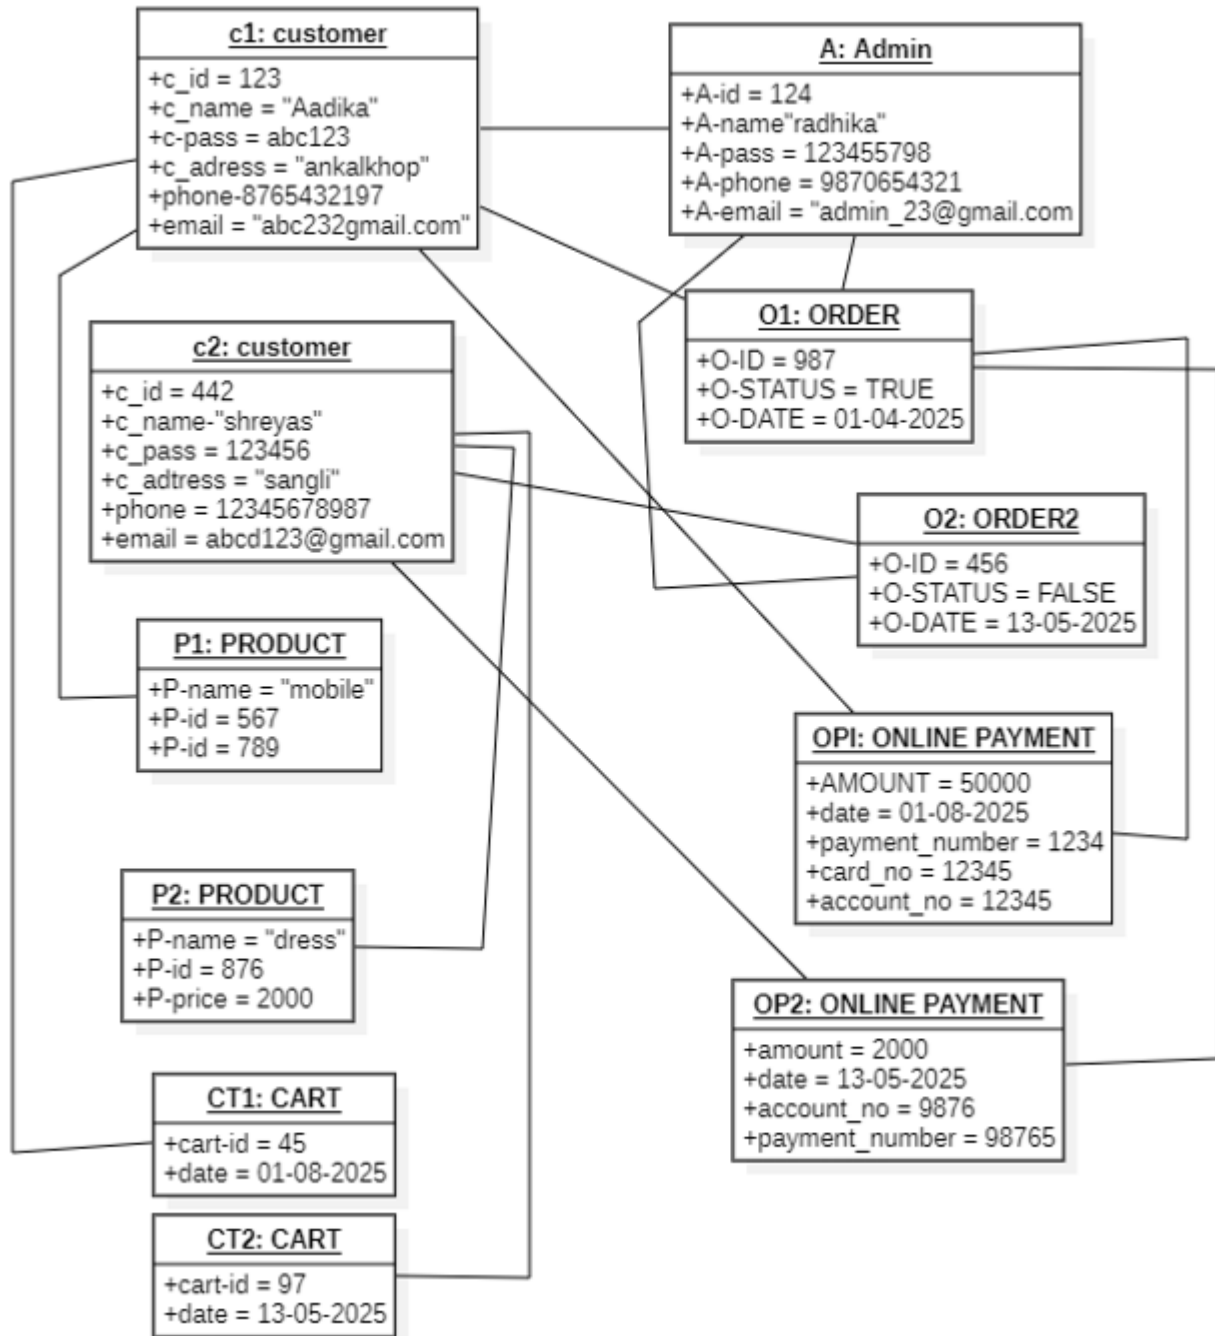 c1: customer
+c_id = 123
+c_name = "Aadika"
+c-pass = abc123
+c_adress = "ankalkhop"
+phone-8765432197
+email = "abc232gmail.com"
A: Admin
+A-id = 124
+A-name"radhika"
+A-pass = 123455798
+A-phone = 9870654321
+A-email = "admin_23@gmail.com
c2: customer
+c_id = 442
+c_name-"shreyas"
+c_pass = 123456
+c_adtress = "sangli"
+phone = 12345678987
+email = abcd123@gmail.com
O1: ORDER
+O-ID = 987
+O-STATUS = TRUE
+O-DATE = 01-04-2025
O2: ORDER2
+O-ID = 456
+O-STATUS = FALSE
+O-DATE = 13-05-2025
P1: PRODUCT
+P-name = "mobile"
+P-id = 567
+P-id = 789
OPI: ONLINE PAYMENT
+AMOUNT = 50000
+date = 01-08-2025
+payment_number = 1234
+card_no = 12345
+account_no = 12345
P2: PRODUCT
+P-name = "dress"
+P-id = 876
+P-price = 2000
OP2: ONLINE PAYMENT
+amount = 2000
+date = 13-05-2025
+account_no = 9876
+payment_number = 98765
CT1: CART
+cart-id = 45
+date = 01-08-2025
CT2: CART
+cart-id = 97
+date = 13-05-2025